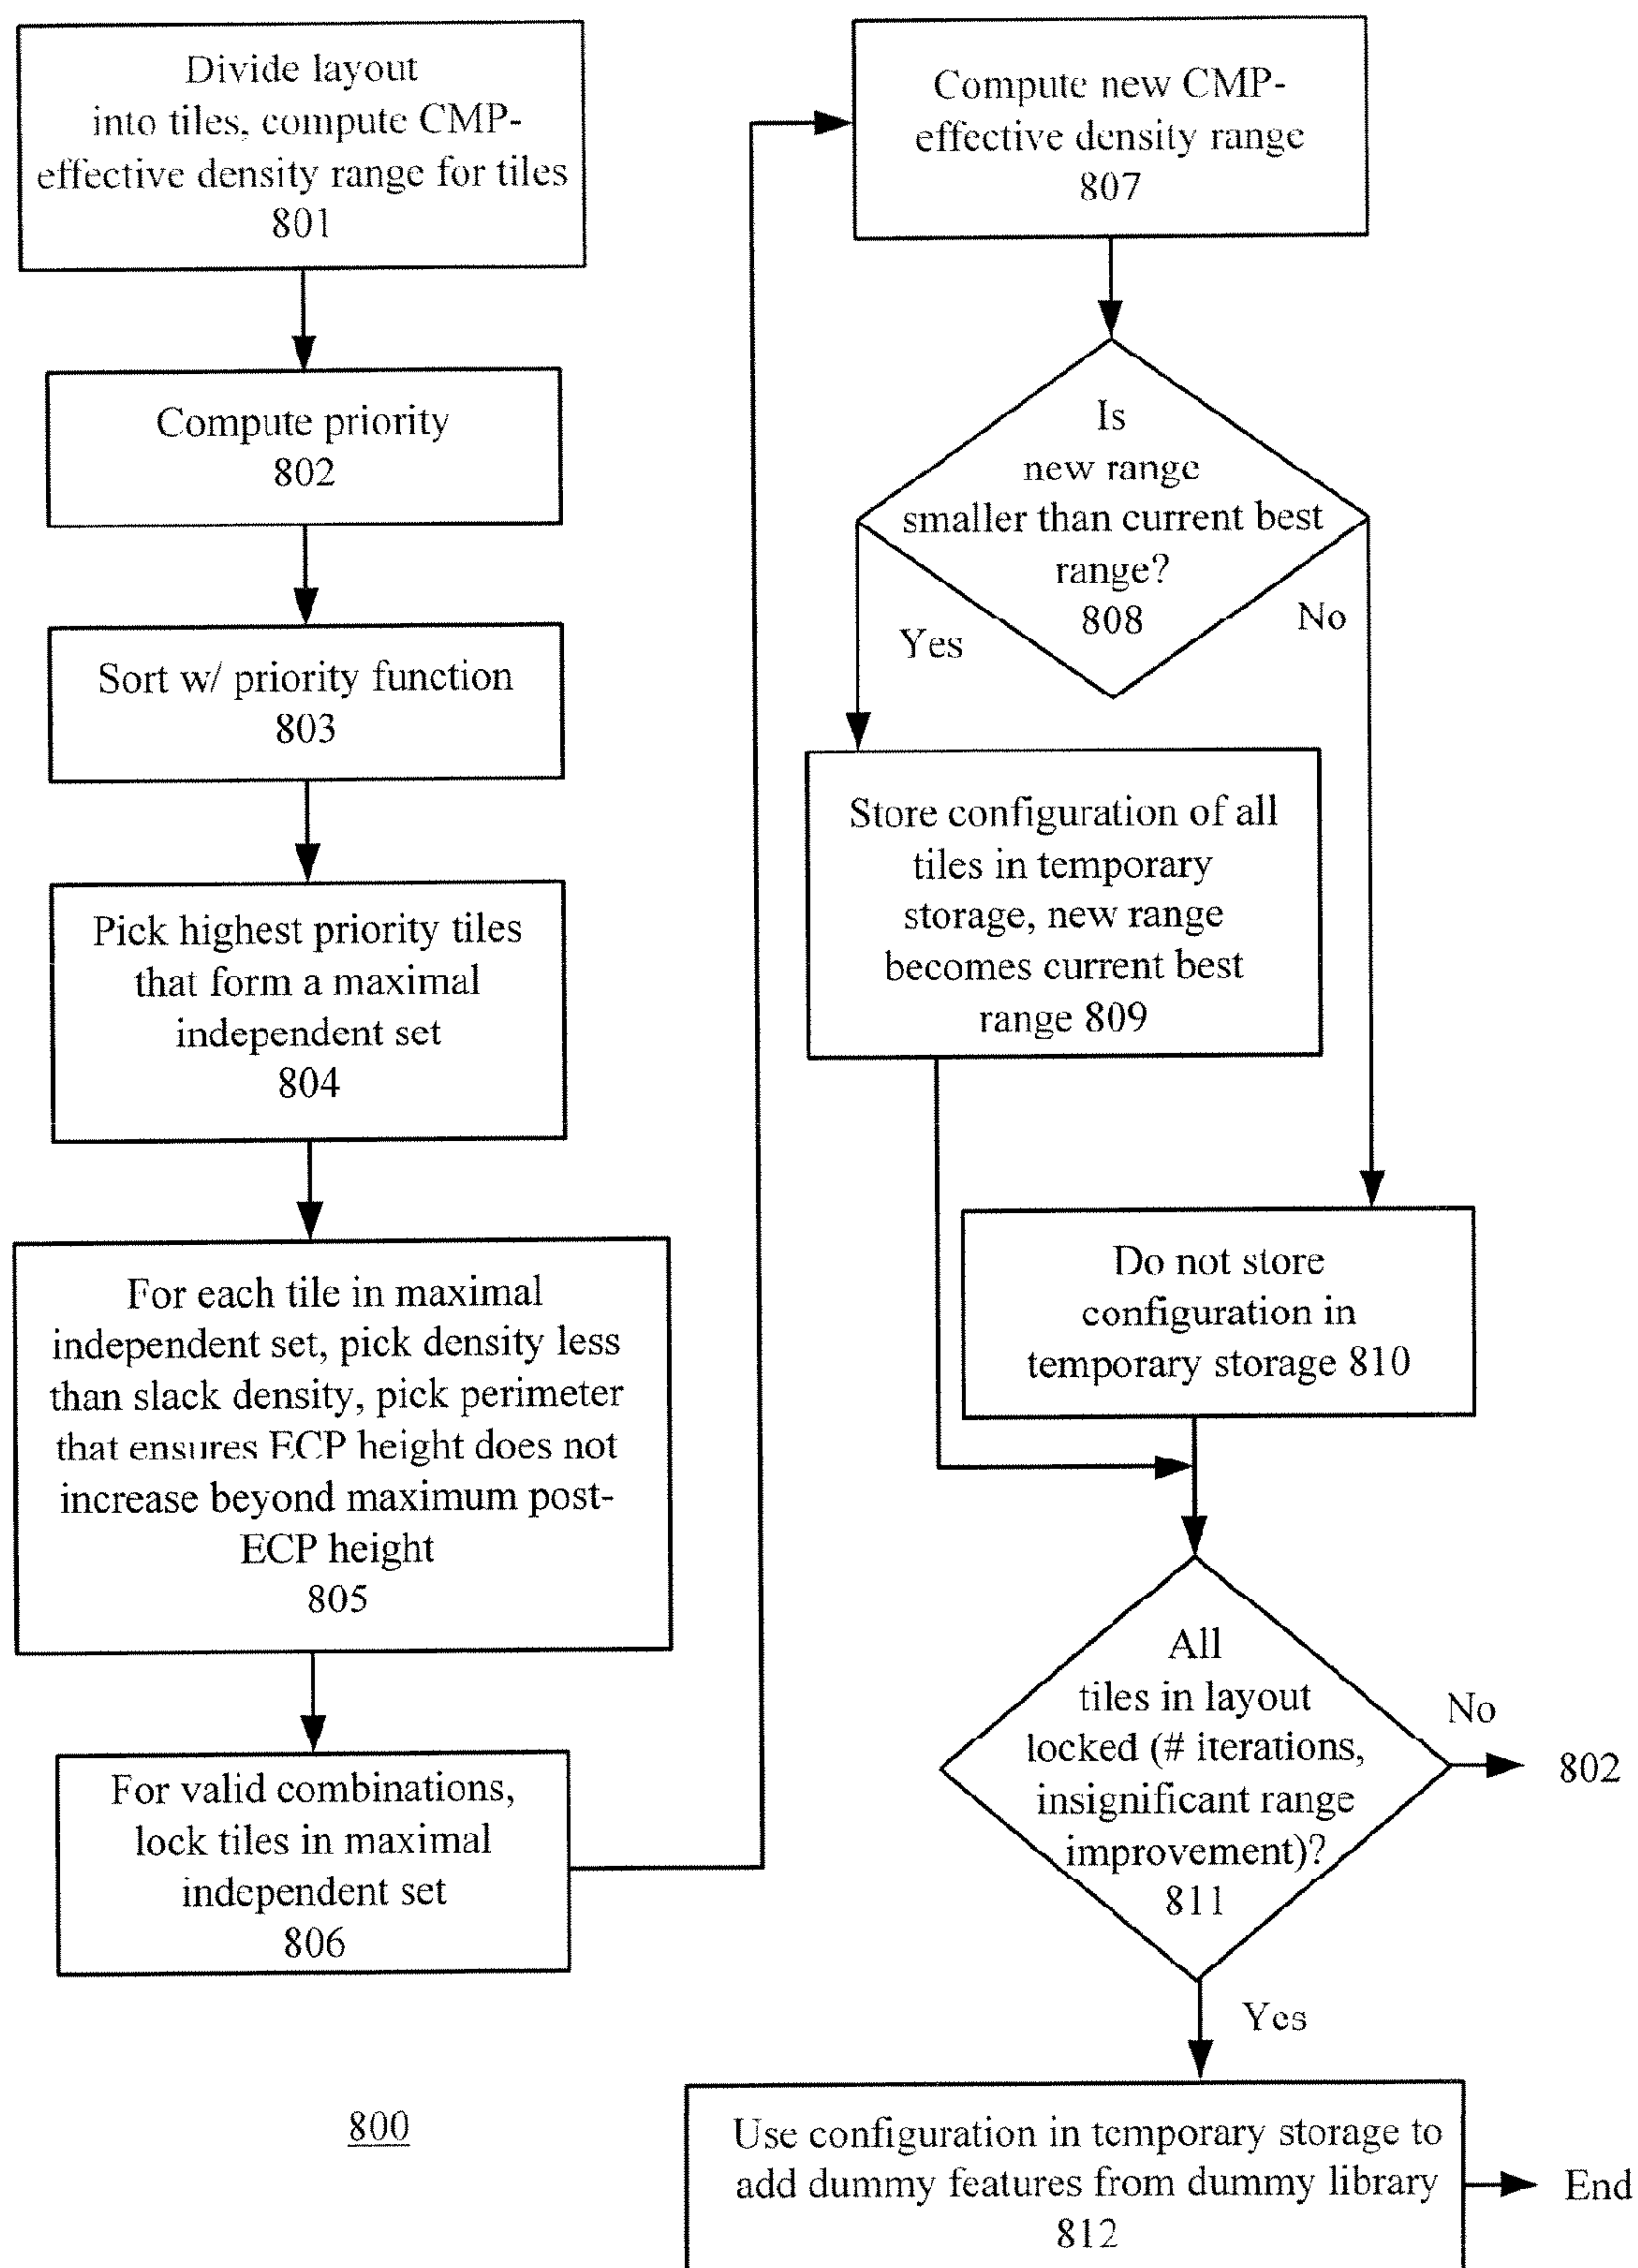 Divide layout
into tiles, compute CMP-
effective density range for tiles
801
Compute priority
802
Sort w/ priority function
803
Pick highest priority tiles
that form a maximal
independent set
804
For each tile in maximal
independent set, pick density less
than slack density, pick perimeter
that ensures ECP height does not
increase beyond maximum post-
ECP height
805
For valid combinations,
lock tiles in maximal
independent set
806
800
Compute new CMP-
effective density range
807
Is
new range
smaller than current best
range?
808
Yes
No
Store configuration of all
tiles in temporary
storage, new range
becomes current best
range 809
Do not store
configuration in
temporary storage 810
All
tiles in layout
locked (# iterations,
insignificant range
improvement)?
811
No
802
Yes
Use configuration in temporary storage to
add dummy features from dummy library
812
End